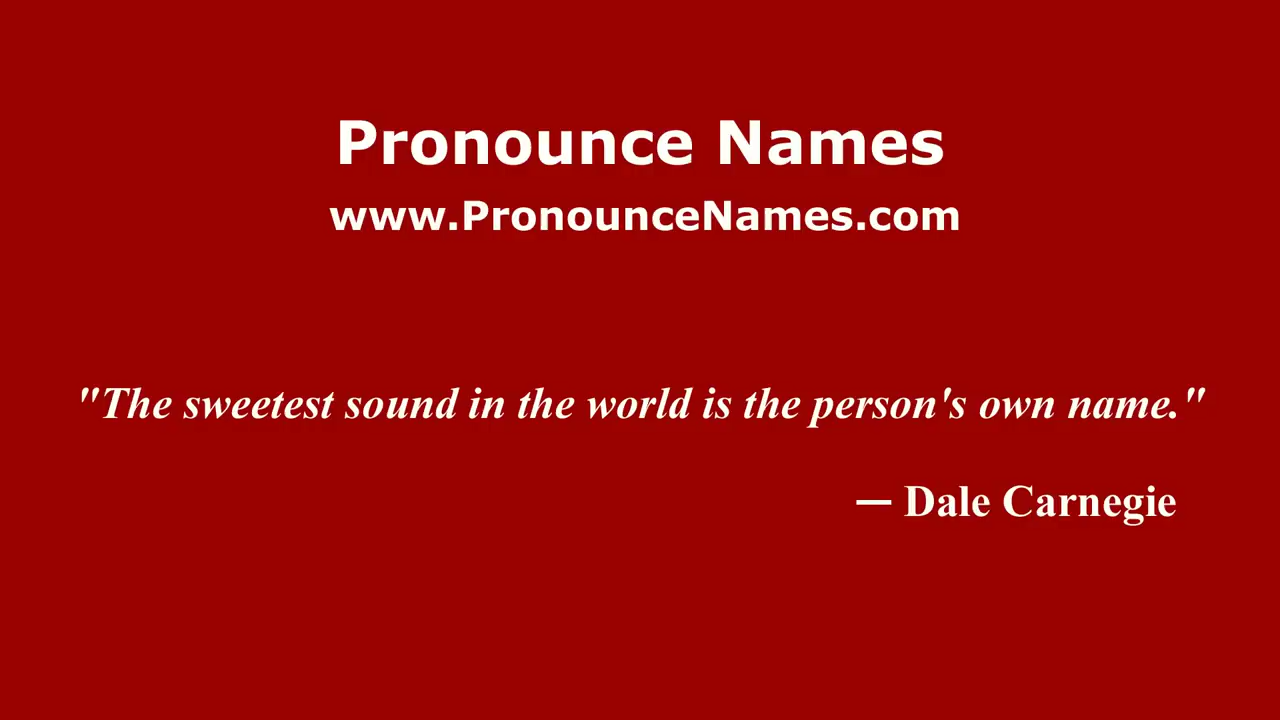 Pronounce Names
www.PronounceNames.com
"The sweetest sound in the world is the person's own name."
— Dale Carnegie